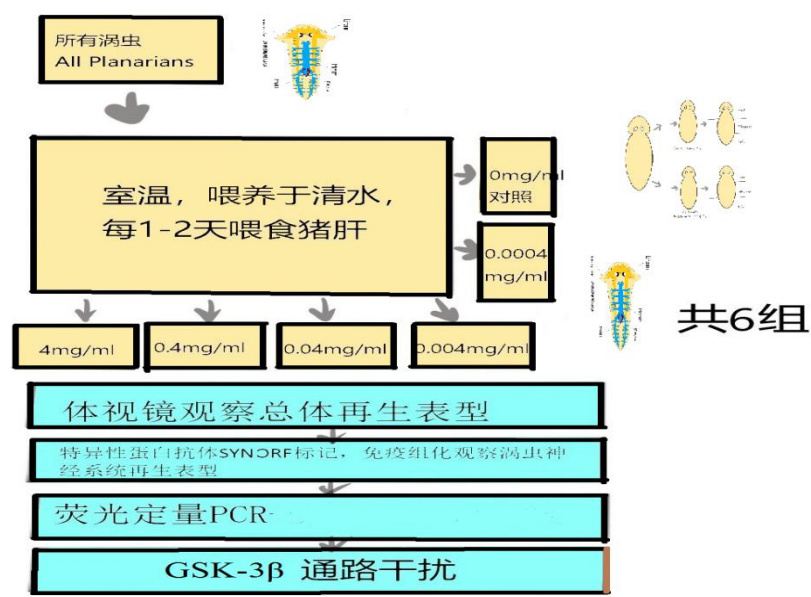 所有涡虫
All Planarians
室温，喂养于清水，
每1-2天喂食猪肝
0mg/ml
对照
0.0004
mg/ml
4mg/ml
0.4mg/ml
0.04mg/ml
0.004mg/ml
共6组
体视镜观察总体再生表型
特异性蛋白抗体SYNORF标记，免疫组化观察涡虫神
经系统再生表型
荧光定量PCR
GSK-3β 通路干扰